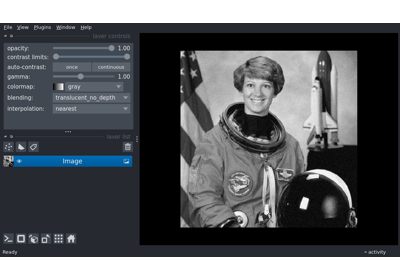 File View Plugins Window Help
layer controls
opacity: 1.00
contrast limits:
auto-contrast: once continuous
gamma: 1.00
colormap: gray
blending: translucent_no_depth
interpolation: nearest
layer list
Image
Ready
activity